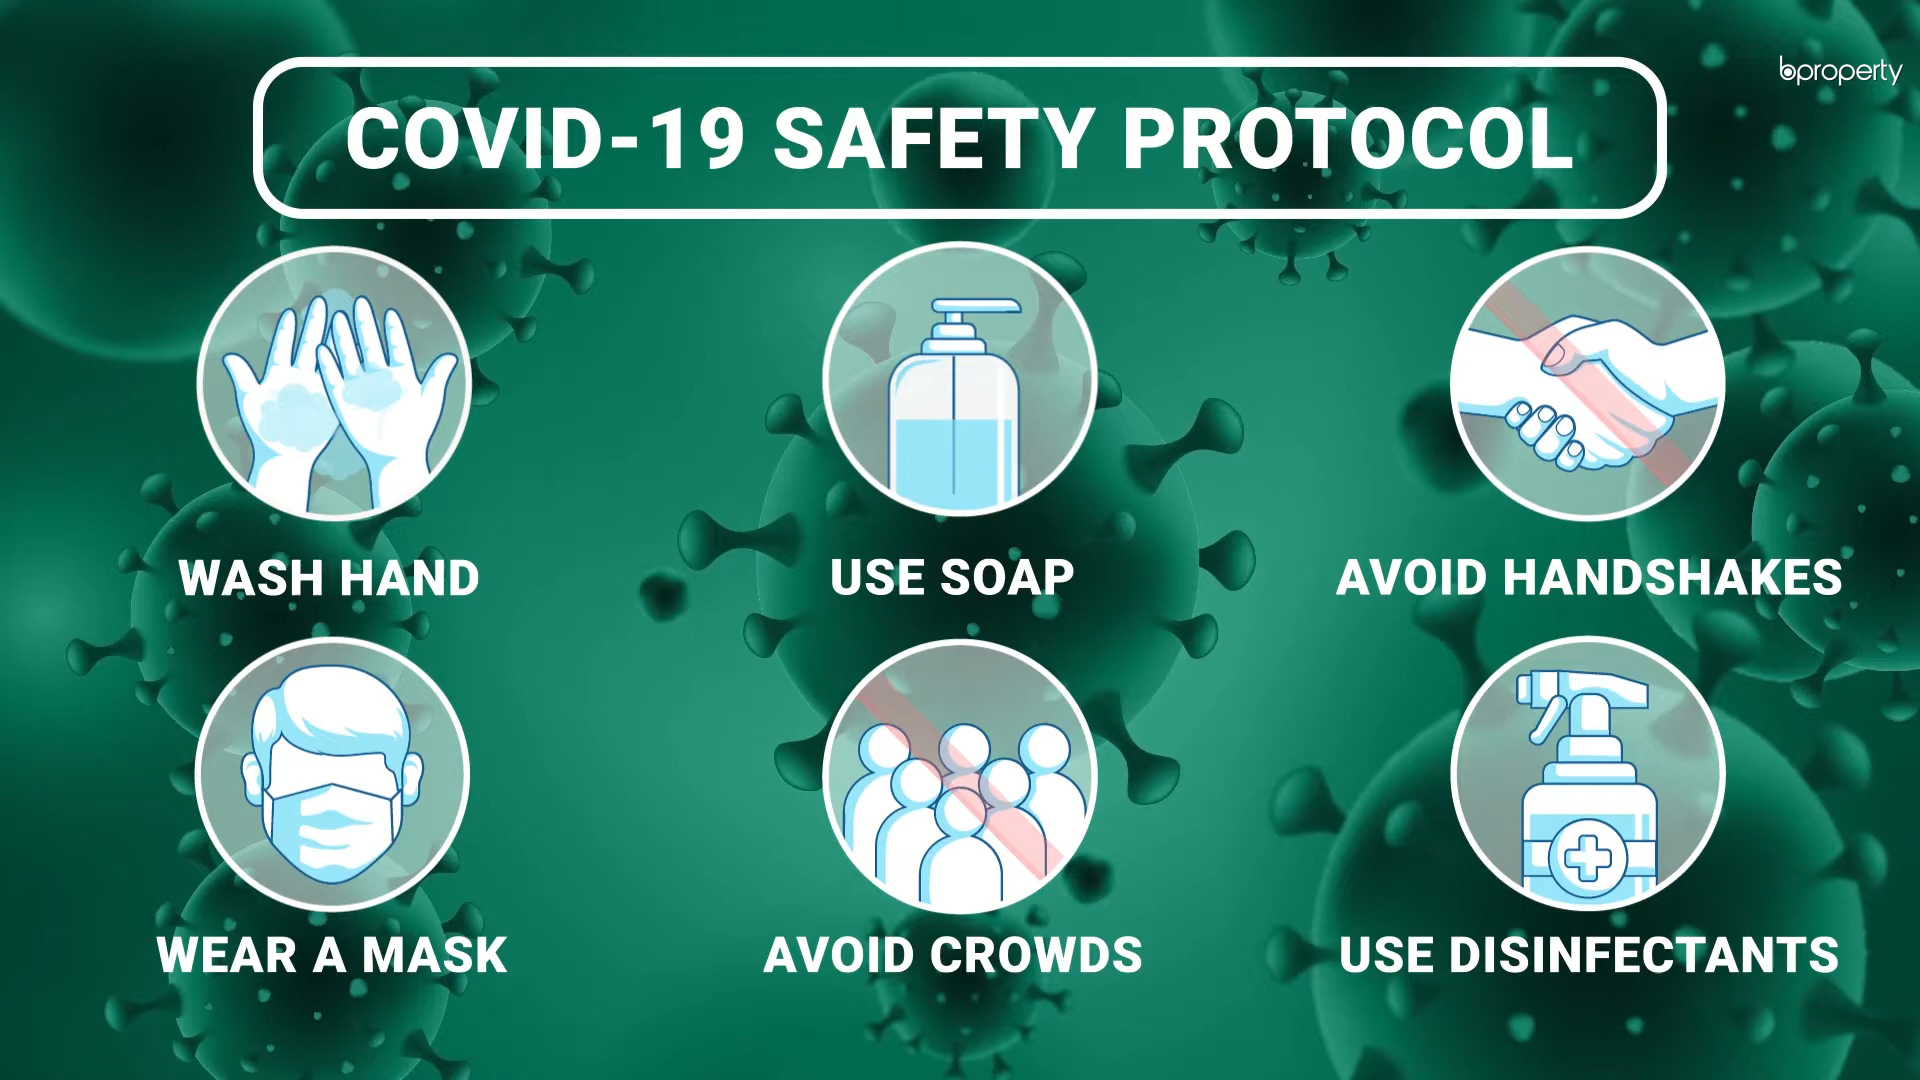 bproperty
COVID-19 SAFETY PROTOCOL
WASH HAND
USE SOAP
AVOID HANDSHAKES
WEAR A MASK
AVOID CROWDS
USE DISINFECTANTS